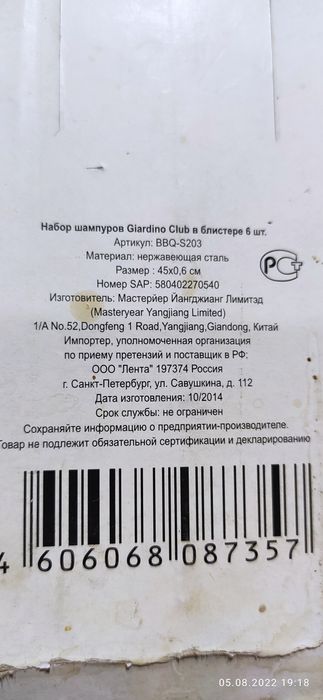 Набор шампуров Giardino Club в блистере 6 шт.
Артикул: BBQ-S203
Материал: нержавеющая сталь
Размер : 45x0,6 см
Номер SAP: 580402270540
Изготовитель: Мастерйер Йангджианг Лимитэд
(Masteryear Yangjiang Limited)
1/A No.52,Dongfeng 1 Road,Yangjiang,Giandong, Китай
Импортер, уполномоченная организация
по приему претензий и поставщик в РФ:
ООО "Лента" 197374 Россия
г. Санкт-Петербург, ул. Савушкина, д. 112
Дата изготовления: 10/2014
Срок службы: не ограничен
Сохраняйте информацию о предприятии-производителе.
Товар не подлежит обязательной сертификации и декларированию
РСТ
4 606068 087357
05.08.2022 19:18